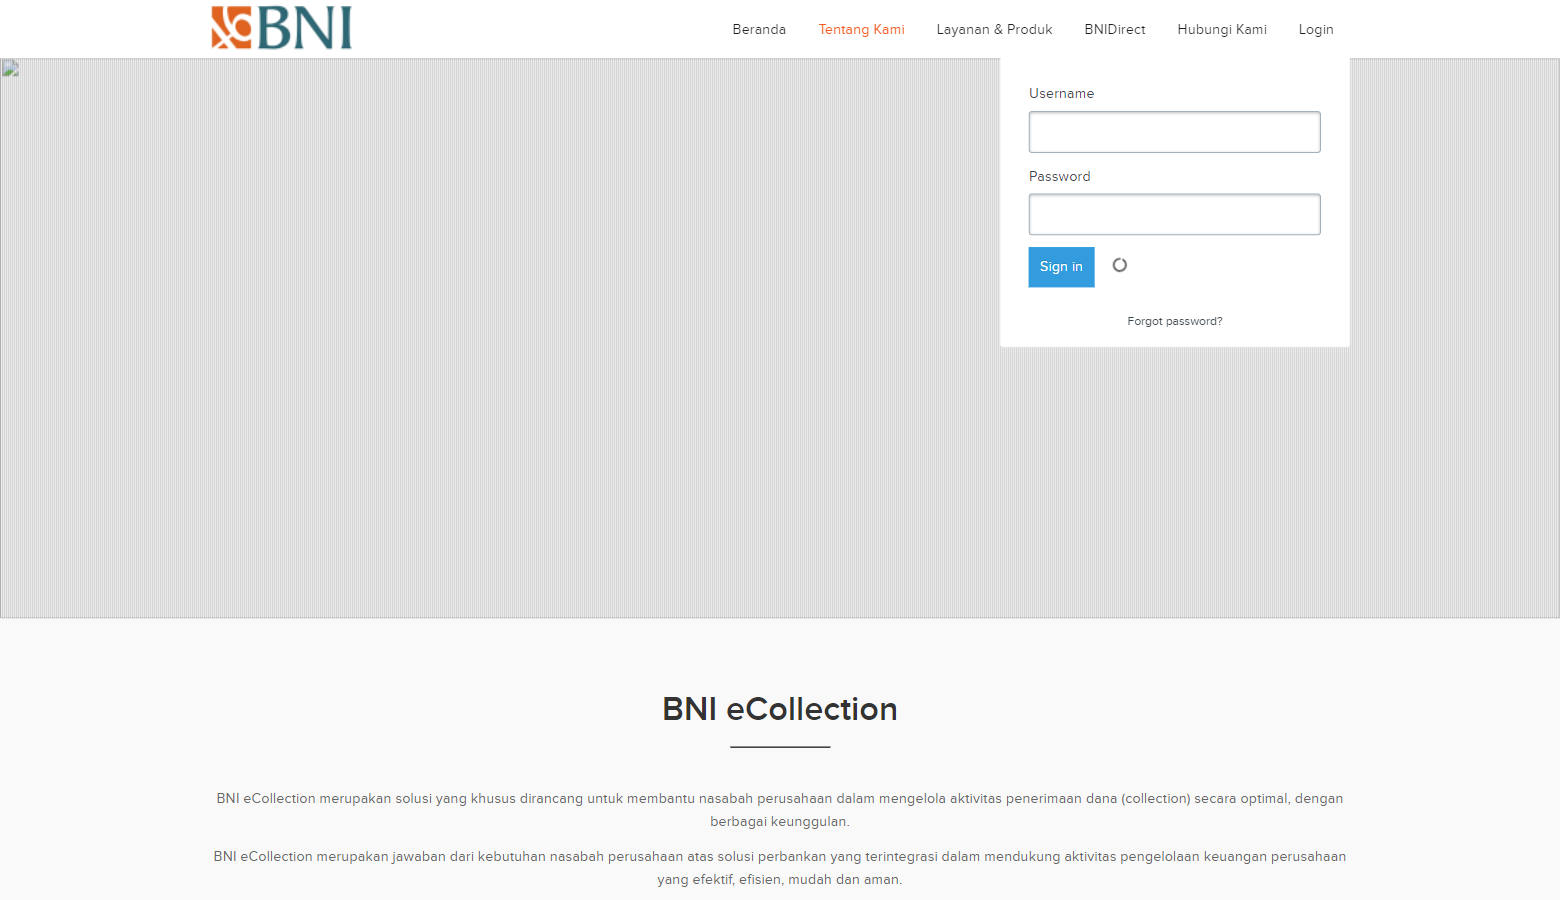 BNI
Beranda
Tentang Kami
Layanan & Produk
BNIDirect
Hubungi Kami
Login
Username
Password
Sign in
Forgot password?
BNI eCollection
BNI eCollection merupakan solusi yang khusus dirancang untuk membantu nasabah perusahaan dalam mengelola aktivitas penerimaan dana (collection) secara optimal, dengan
berbagai keunggulan.
BNI eCollection merupakan jawaban dari kebutuhan nasabah perusahaan atas solusi perbankan yang terintegrasi dalam mendukung aktivitas pengelolaan keuangan perusahaan
yang efektif, efisien, mudah dan aman.